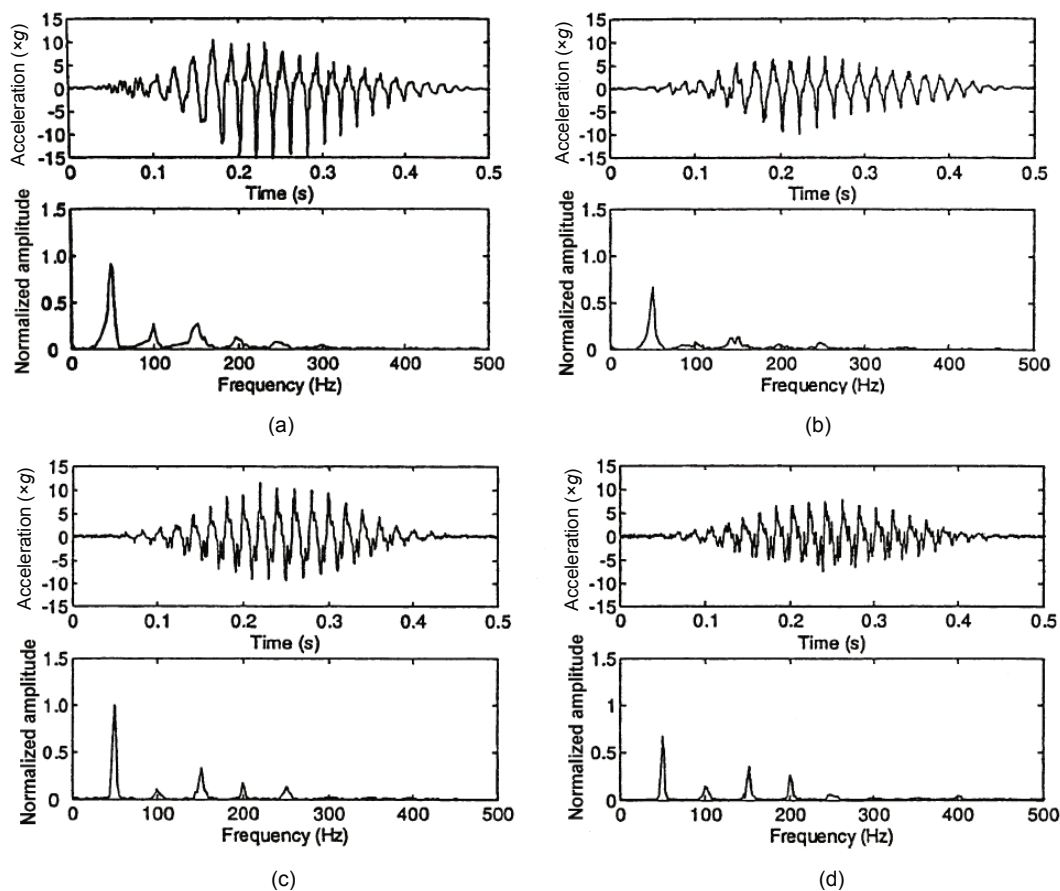 Acceleration (×g)
15
10
5
0
-5
-10
-15
0 0.1 0.2 0.3 0.4 0.5
Time (s)
Normalized amplitude
1.5
1.0
0.5
0
0 100 200 300 400 500
Frequency (Hz)
(a)
Acceleration (×g)
15
10
5
0
-5
-10
-15
0 0.1 0.2 0.3 0.4 0.5
Time (s)
Normalized amplitude
1.5
1.0
0.5
0
0 100 200 300 400 500
Frequency (Hz)
(b)
Acceleration (×g)
15
10
5
0
-5
-10
-15
0 0.1 0.2 0.3 0.4 0.5
Time (s)
Normalized amplitude
1.5
1.0
0.5
0
0 100 200 300 400 500
Frequency (Hz)
(c)
Acceleration (×g)
15
10
5
0
-5
-10
-15
0 0.1 0.2 0.3 0.4 0.5
Time (s)
Normalized amplitude
1.5
1
0.5
0
0 100 200 300 400 500
Frequency (Hz)
(d)